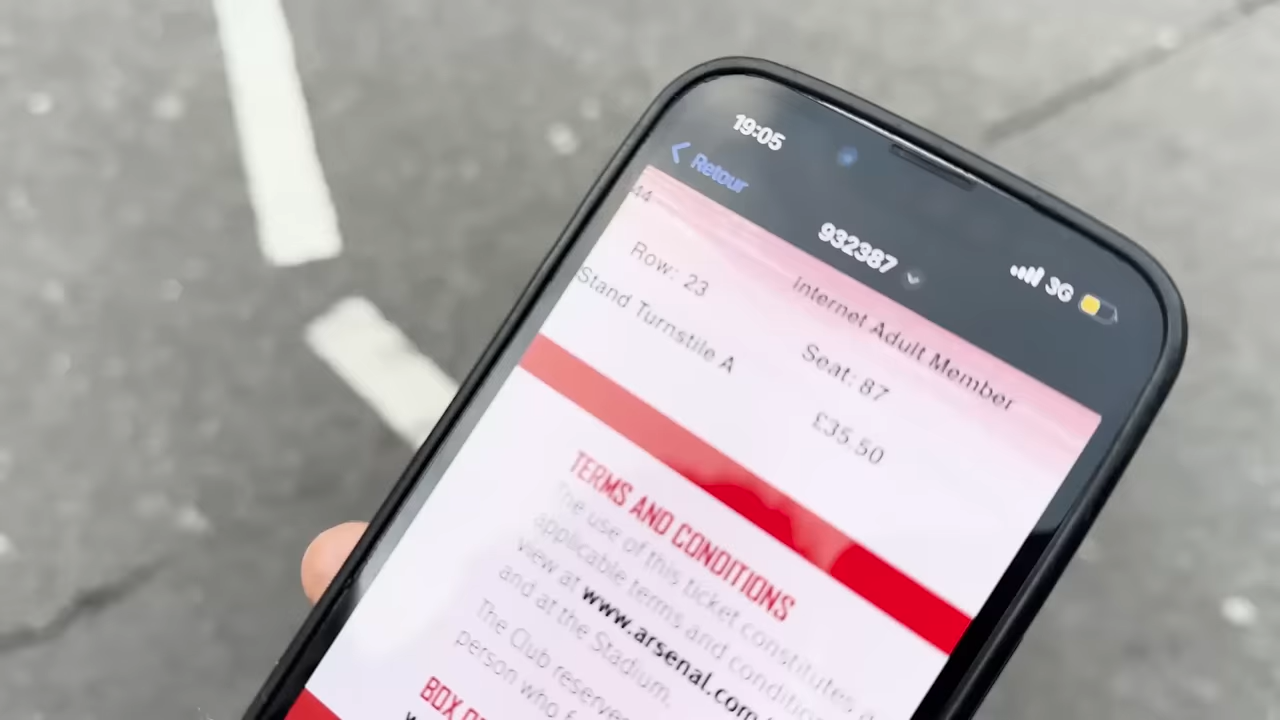 19:05
Retour
932387
3G
44
Internet Adult Member
Row: 23
Seat: 87
Stand Turnstile A
£35.50
TERMS AND CONDITIONS
The use of this ticket constitutes
applicable terms and
view at www.arsenal.com
and at the Stadium.
The Club reserves
person who
BOX